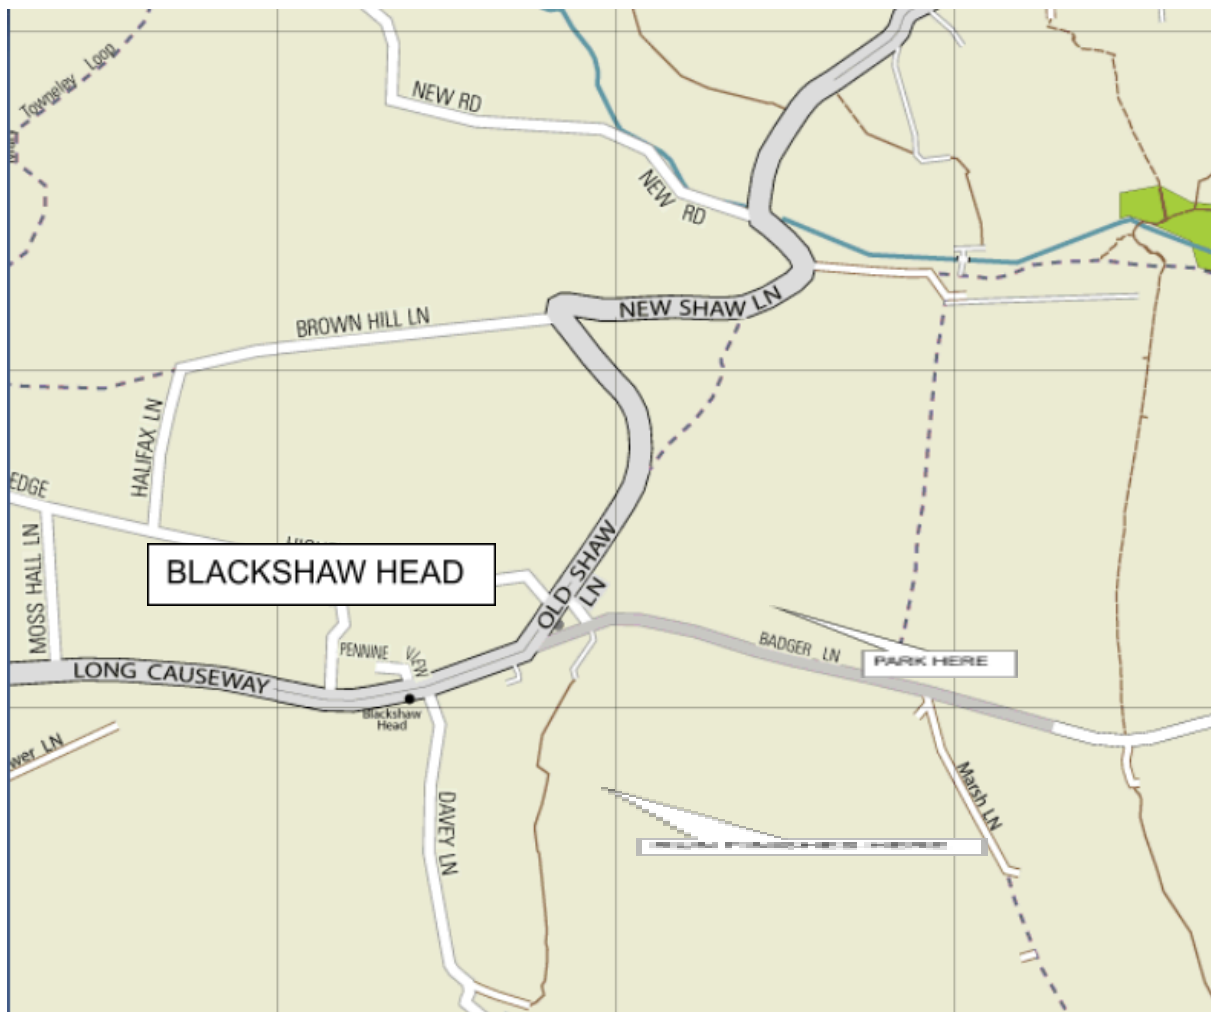 Towneley Loop
NEW RD
NEW RD
NEW SHAW LN
BROWN HILL LN
HALIFAX LN
EDGE
MOSS HALL LN
BLACKSHAW HEAD
OLD SHAW
LN
PENNINE
VIEW
BADGER LN
PARK HERE
LONG CAUSEWAY
Blackshaw
Head
wer LN
Marsh LN
DAVEY LN